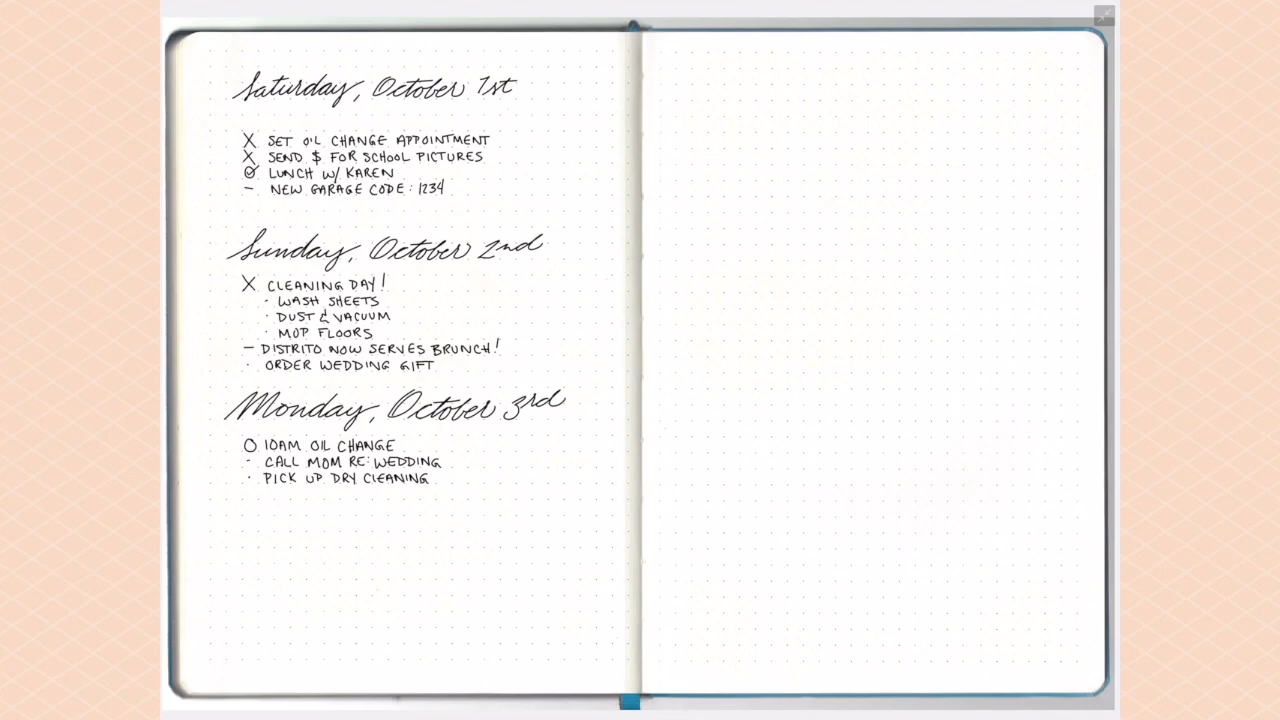 Saturday, October 1st
X SET OIL CHANGE APPOINTMENT
X SEND $ FOR SCHOOL PICTURES
O LUNCH W/ KAREN
– NEW GARAGE CODE: 1234
Sunday, October 2nd
X CLEANING DAY!
· WASH SHEETS
· DUST & VACUUM
· MOP FLOORS
– DISTRITO NOW SERVES BRUNCH!
· ORDER WEDDING GIFT
Monday, October 3rd
O 10AM OIL CHANGE
· CALL MOM RE: WEDDING
· PICK UP DRY CLEANING